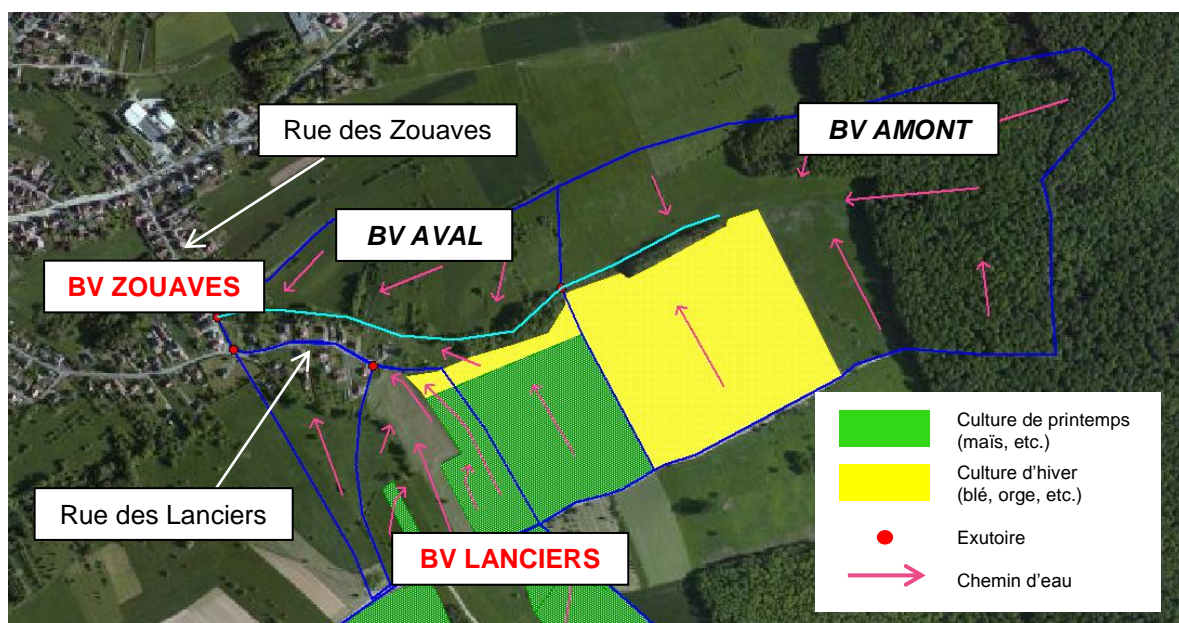 Rue des Zouaves
BV AMONT
BV AVAL
BV ZOUAVES
Rue des Lanciers
BV LANCIERS
Culture de printemps
(maïs, etc.)
Culture d’hiver
(blé, orge, etc.)
Exutoire
Chemin d’eau